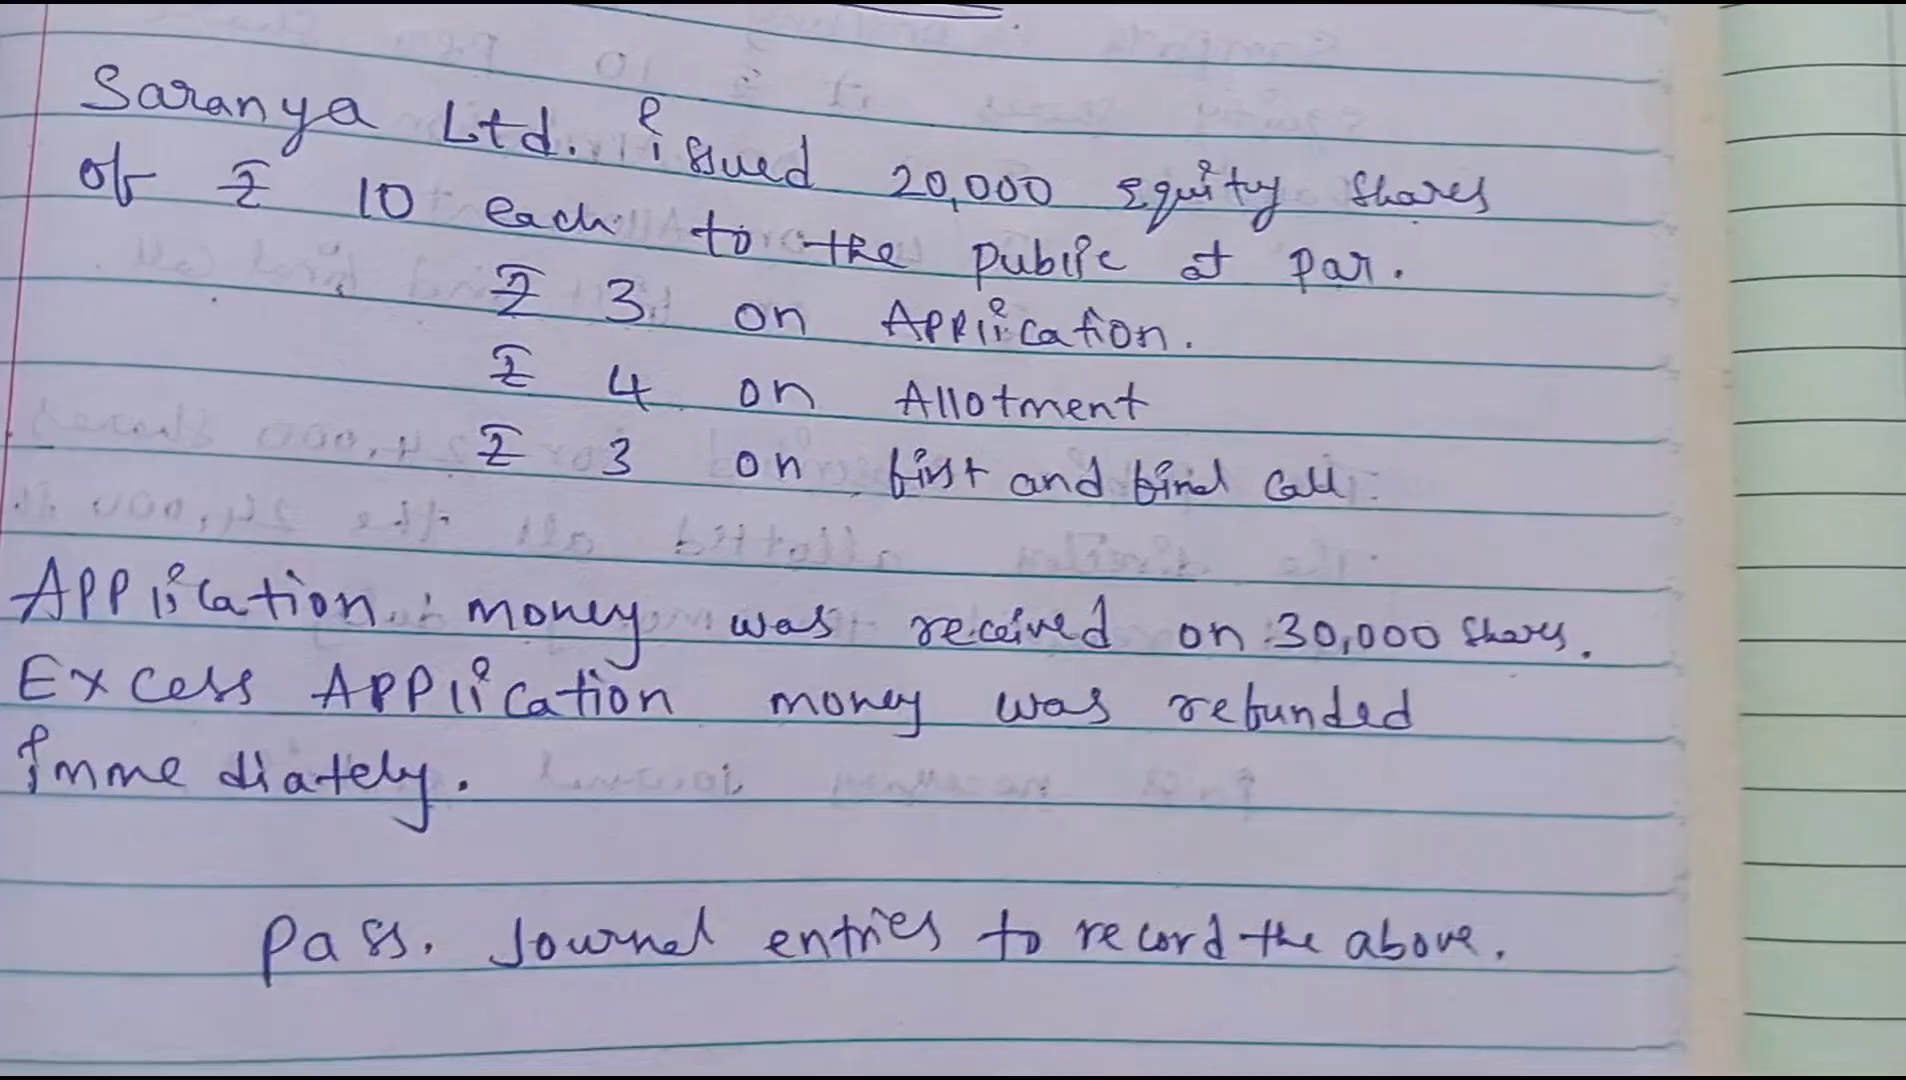 Saranya Ltd. issued 20,000 equity shares
of ₹ 10 each to the public at par.
₹ 3 on Application.
₹ 4 on Allotment
₹ 3 on first and final call.
Application money was received on 30,000 shares.
Excess Application money was refunded
immediately.
Pass. Journal entries to record the above.